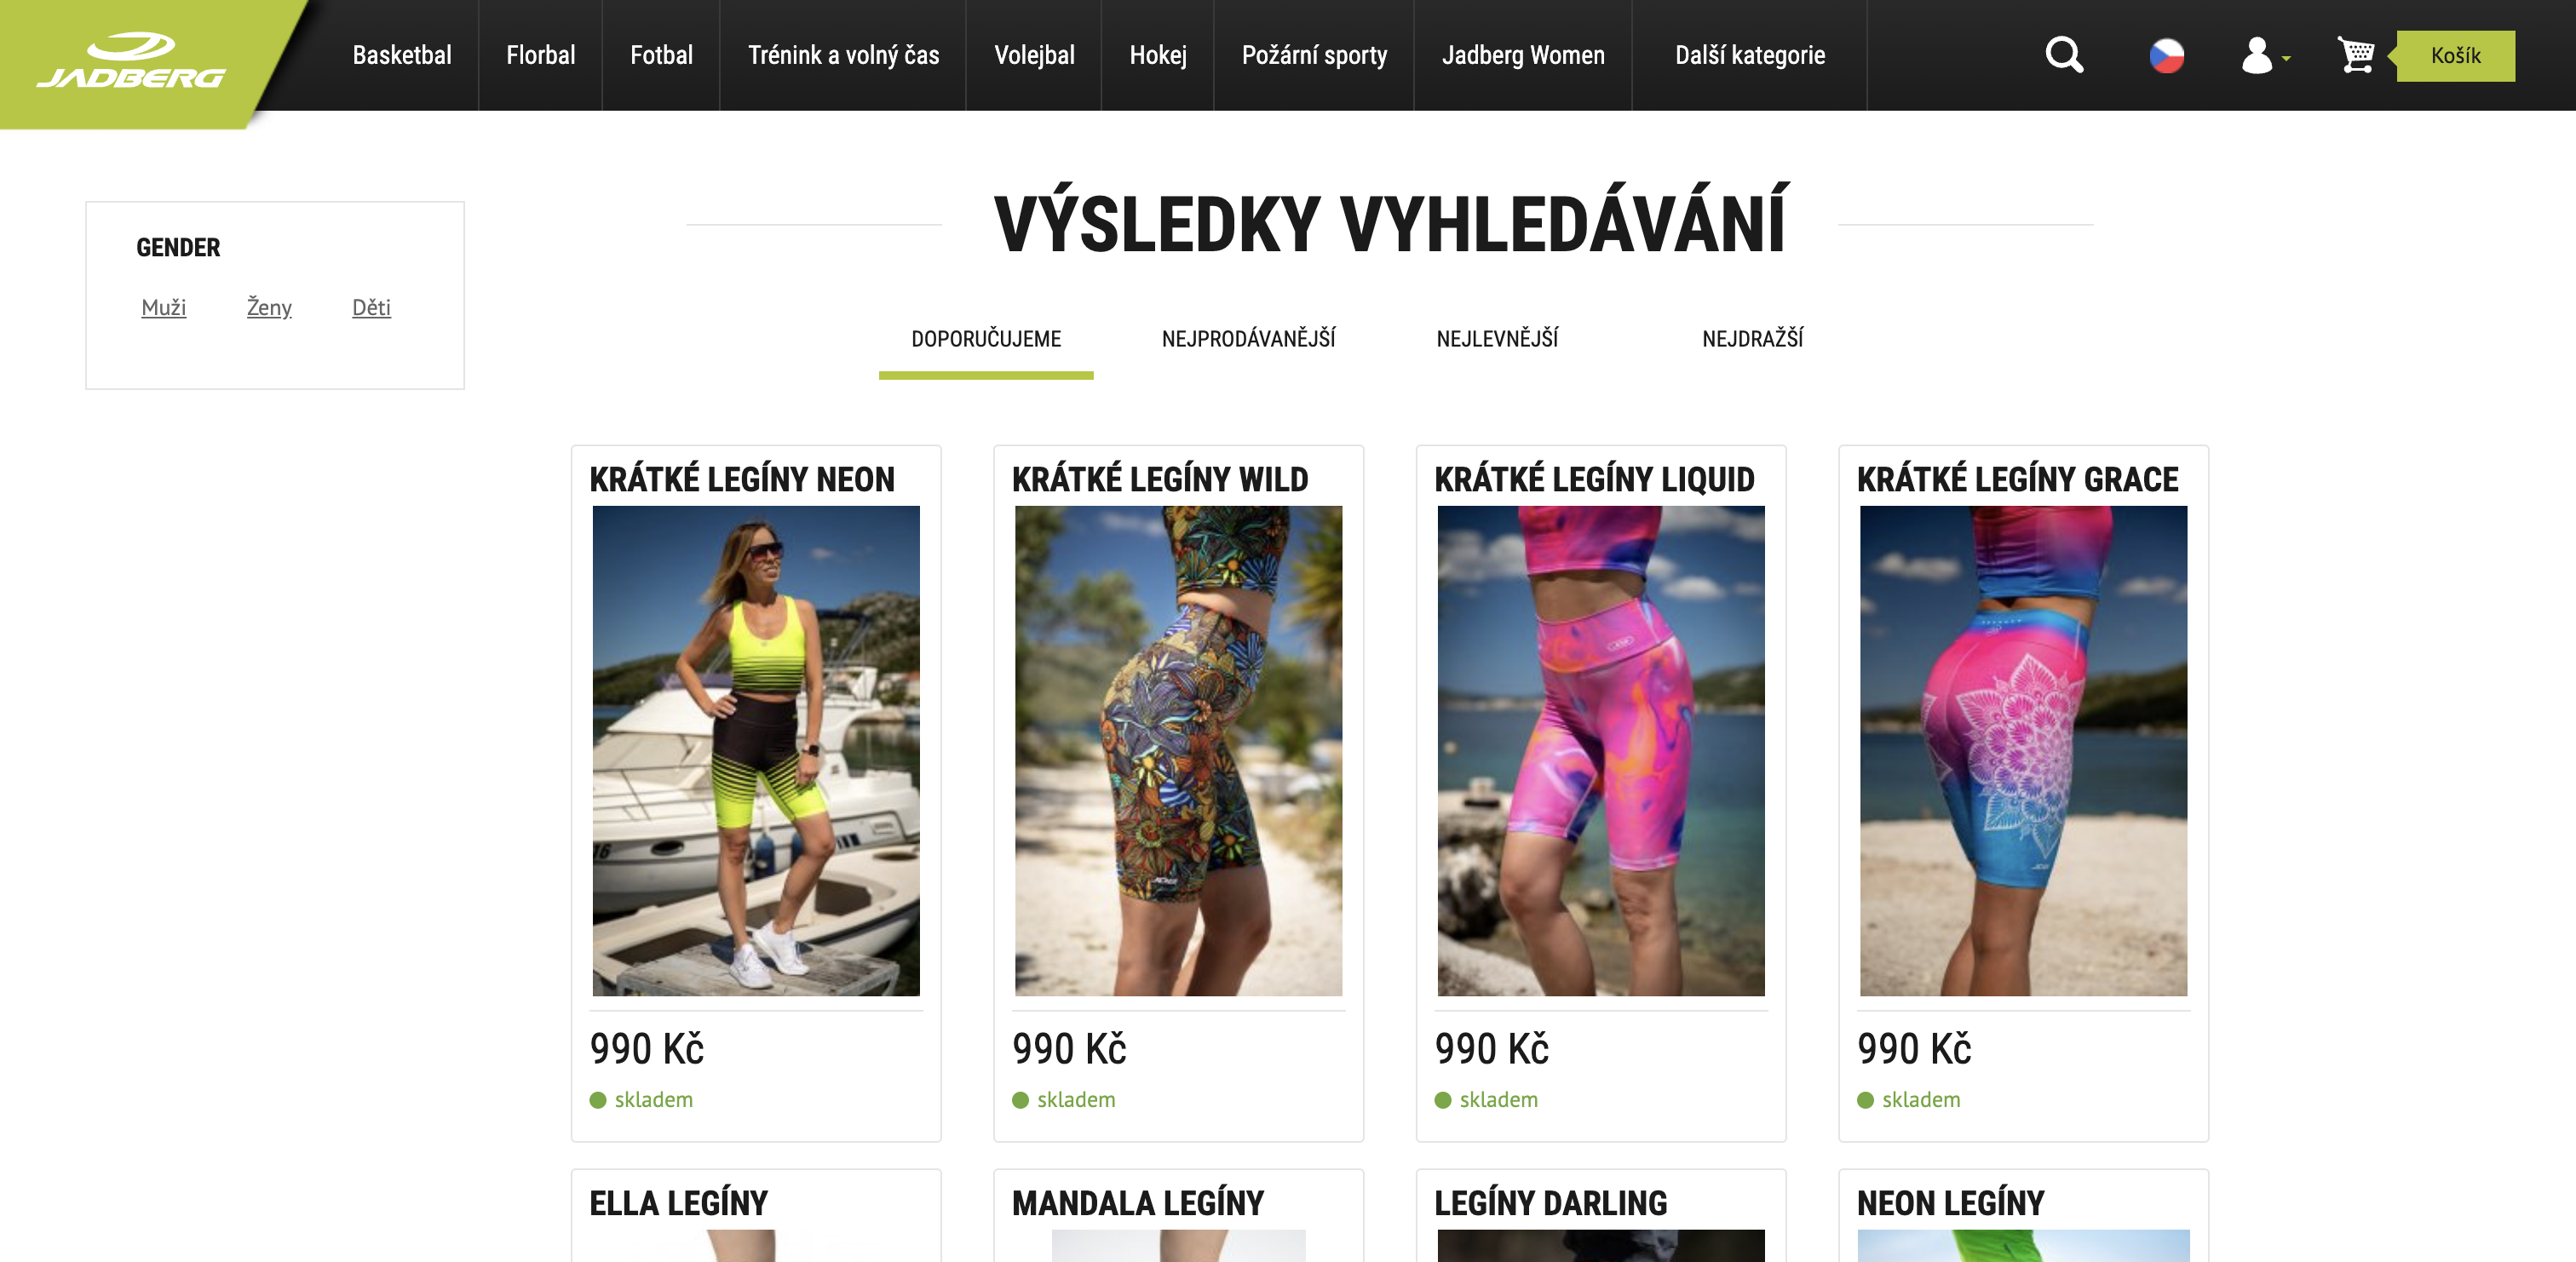 JADBERG
Basketbal
Florbal
Fotbal
Trénink a volný čas
Volejbal
Hokej
Požární sporty
Jadberg Women
Další kategorie
Košík
GENDER
Muži
Ženy
Děti
VÝSLEDKY VYHLEDÁVÁNÍ
DOPORUČUJEME
NEJPRODÁVANĚJŠÍ
NEJLEVNĚJŠÍ
NEJDRAŽŠÍ
KRÁTKÉ LEGÍNY NEON
990 Kč
skladem
KRÁTKÉ LEGÍNY WILD
990 Kč
skladem
KRÁTKÉ LEGÍNY LIQUID
990 Kč
skladem
KRÁTKÉ LEGÍNY GRACE
990 Kč
skladem
ELLA LEGÍNY
MANDALA LEGÍNY
LEGÍNY DARLING
NEON LEGÍNY